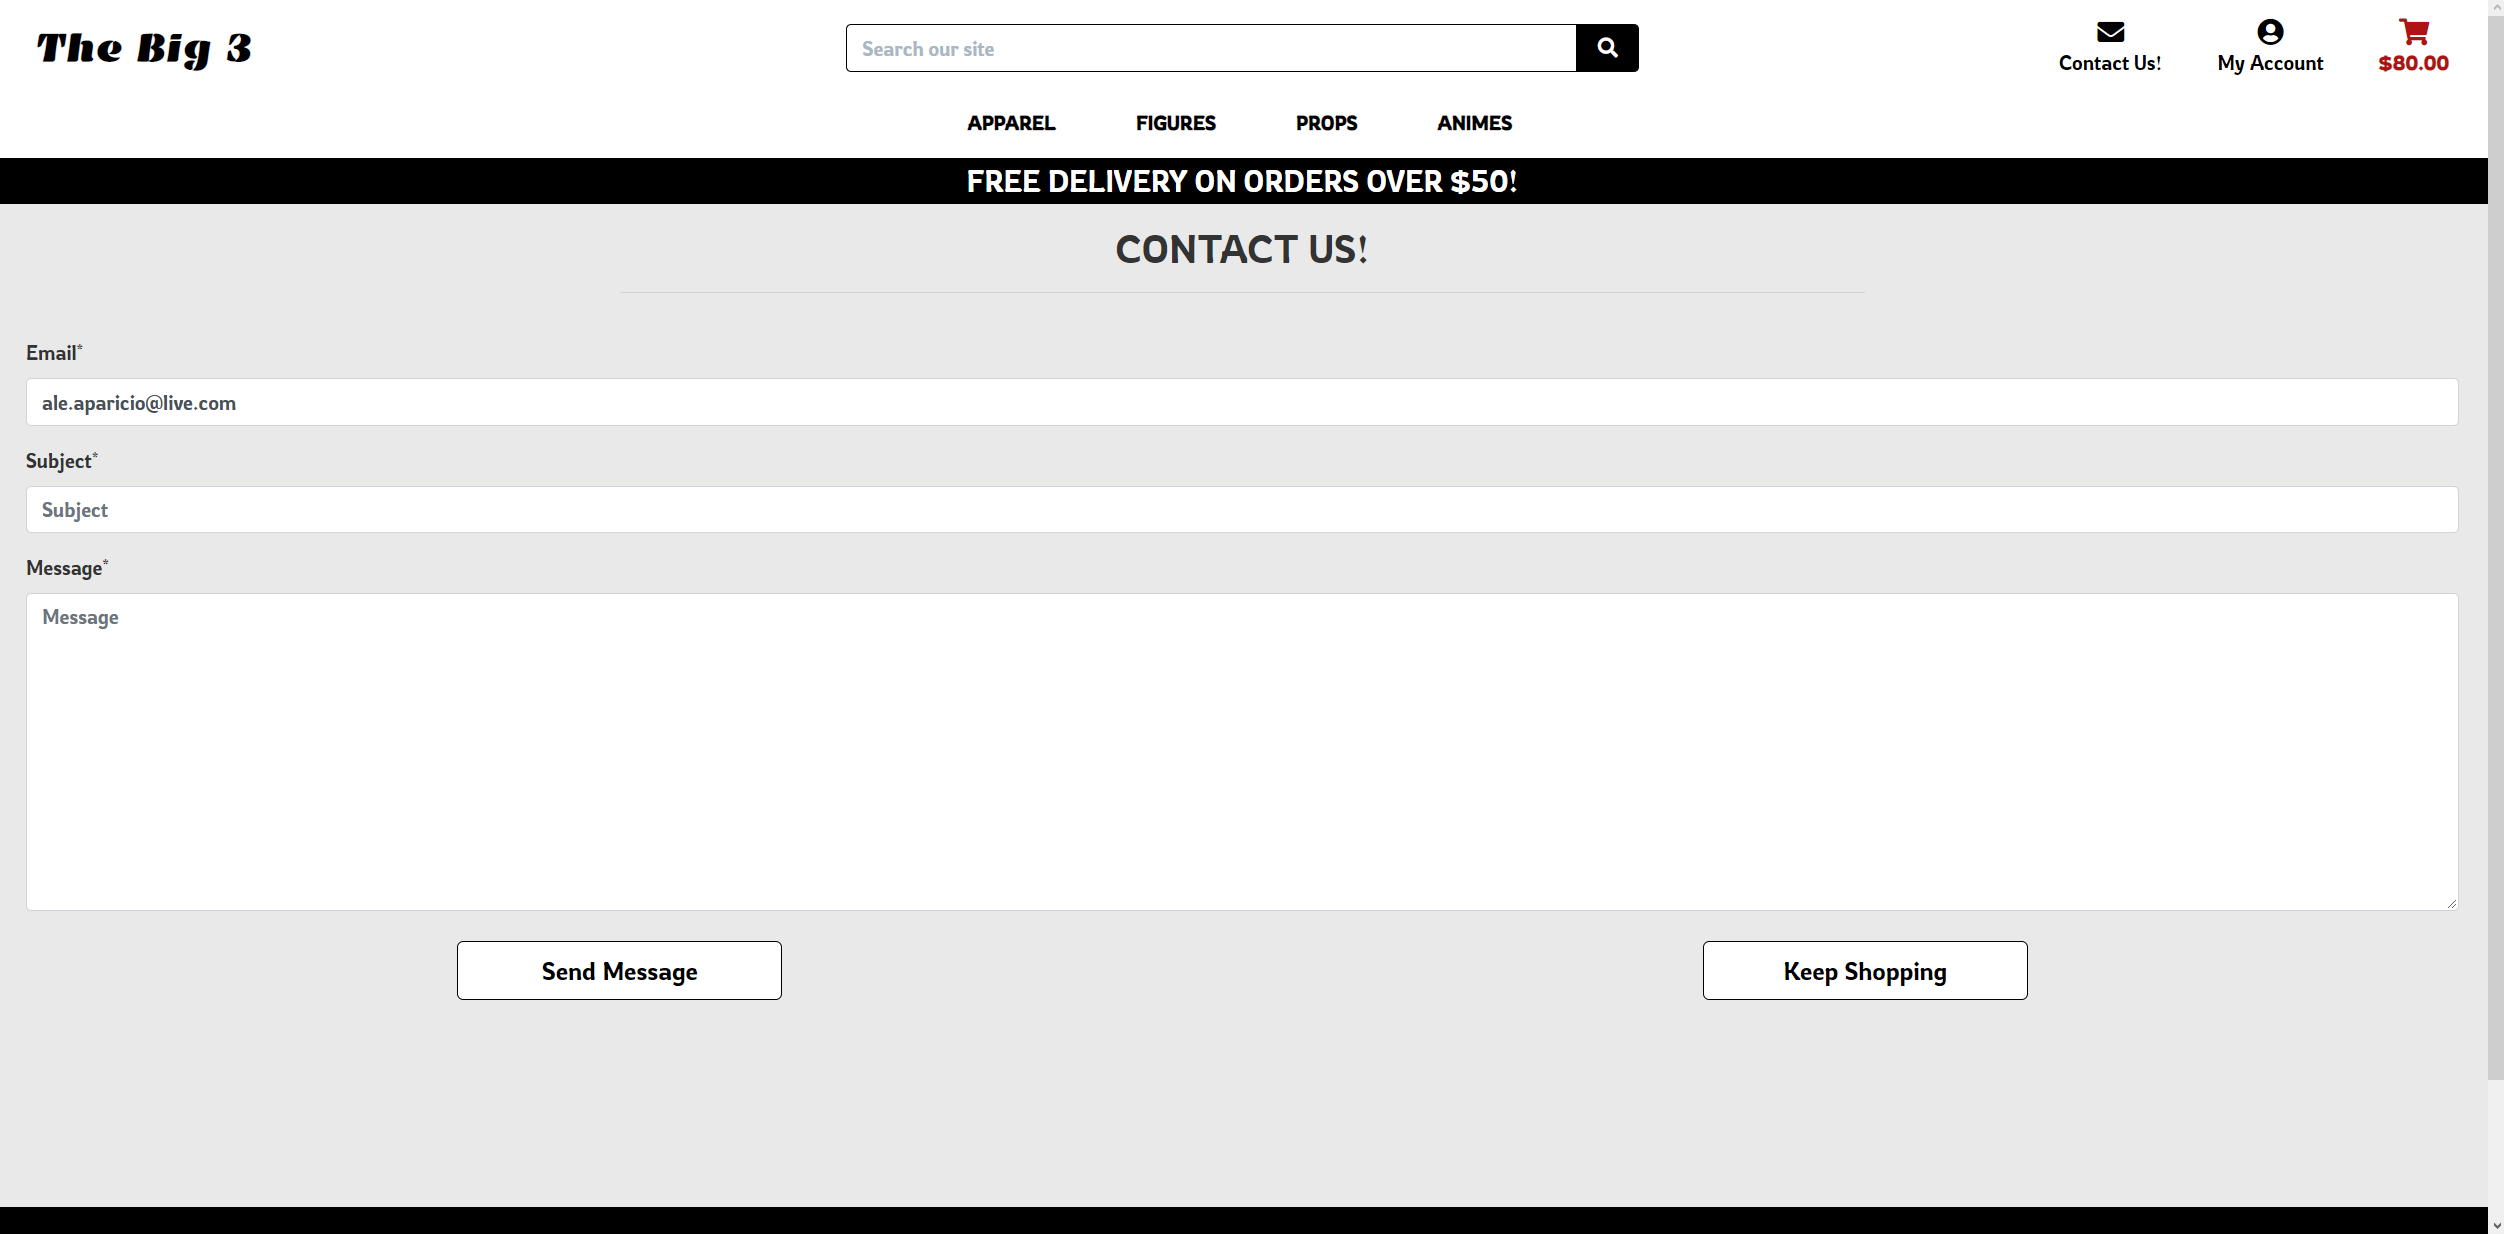 The Big 3
Search our site
Contact Us!
My Account
$80.00
APPAREL
FIGURES
PROPS
ANIMES
FREE DELIVERY ON ORDERS OVER $50!
CONTACT US!
Email*
ale.aparicio@live.com
Subject*
Subject
Message*
Message
Send Message
Keep Shopping